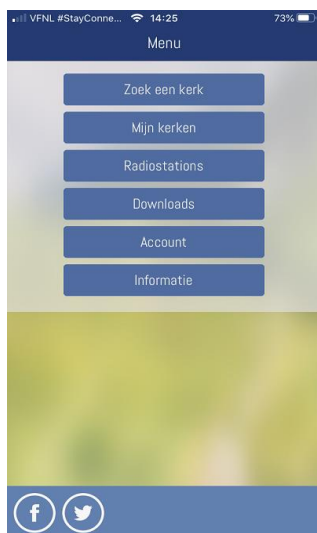 VFNL #StayConne... 14:25 73%
Menu
Zoek een kerk
Mijn kerken
Radiostations
Downloads
Account
Informatie